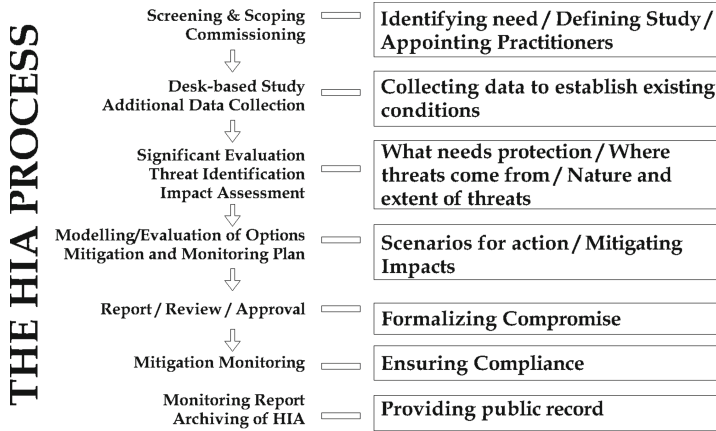 THE HIA PROCESS
Screening & Scoping
Commissioning
Identifying need / Defining Study /
Appointing Practitioners
Desk-based Study
Additional Data Collection
Collecting data to establish existing
conditions
Significant Evaluation
Threat Identification
Impact Assessment
What needs protection / Where
threats come from / Nature and
extent of threats
Modelling/Evaluation of Options
Mitigation and Monitoring Plan
Scenarios for action / Mitigating
Impacts
Report / Review / Approval
Formalizing Compromise
Mitigation Monitoring
Ensuring Compliance
Monitoring Report
Archiving of HIA
Providing public record